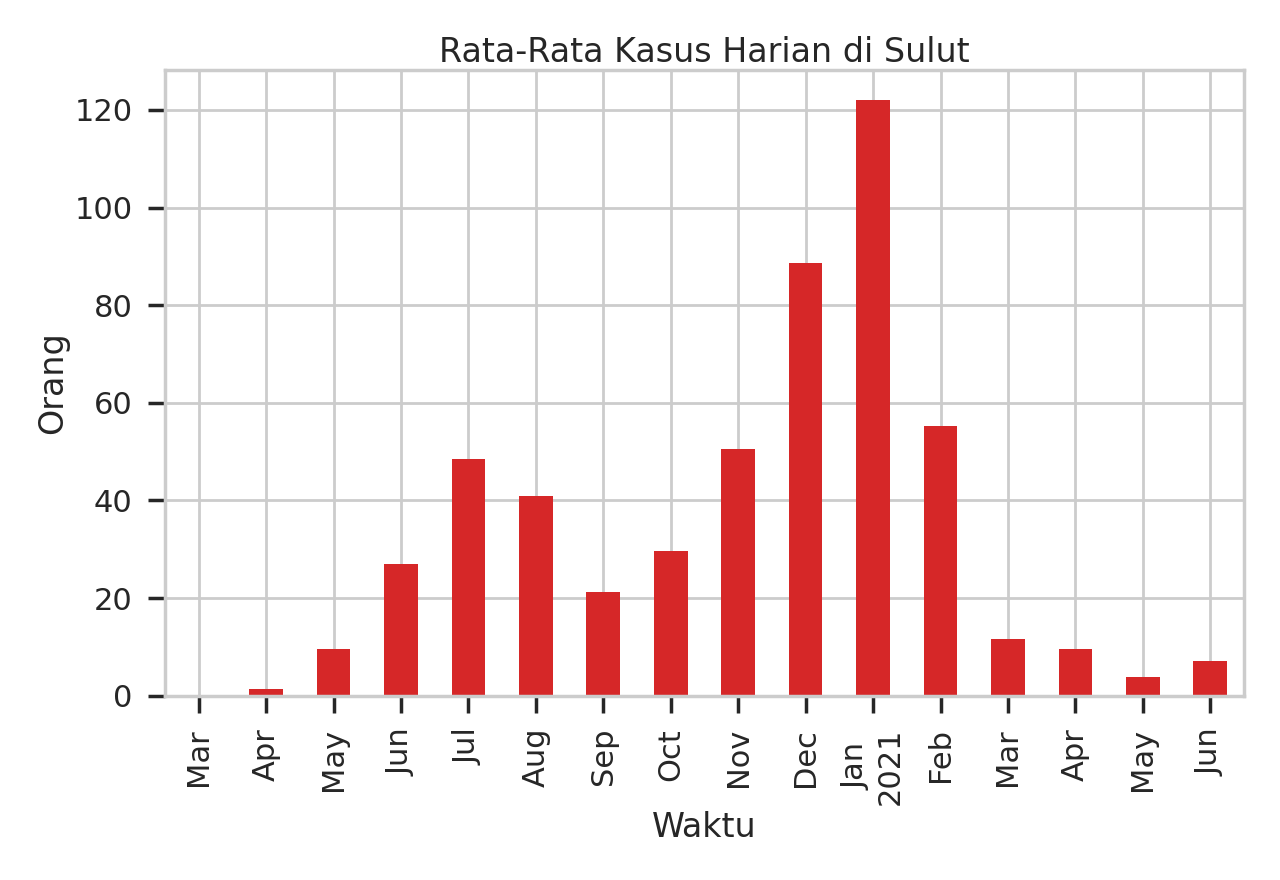 Rata-Rata Kasus Harian di Sulut
120
100
80
60
40
20
0
Orang
Mar
Apr
May
Jun
Jul
Aug
Sep
Oct
Nov
Dec
Jan
2021
Feb
Mar
Apr
May
Jun
Waktu